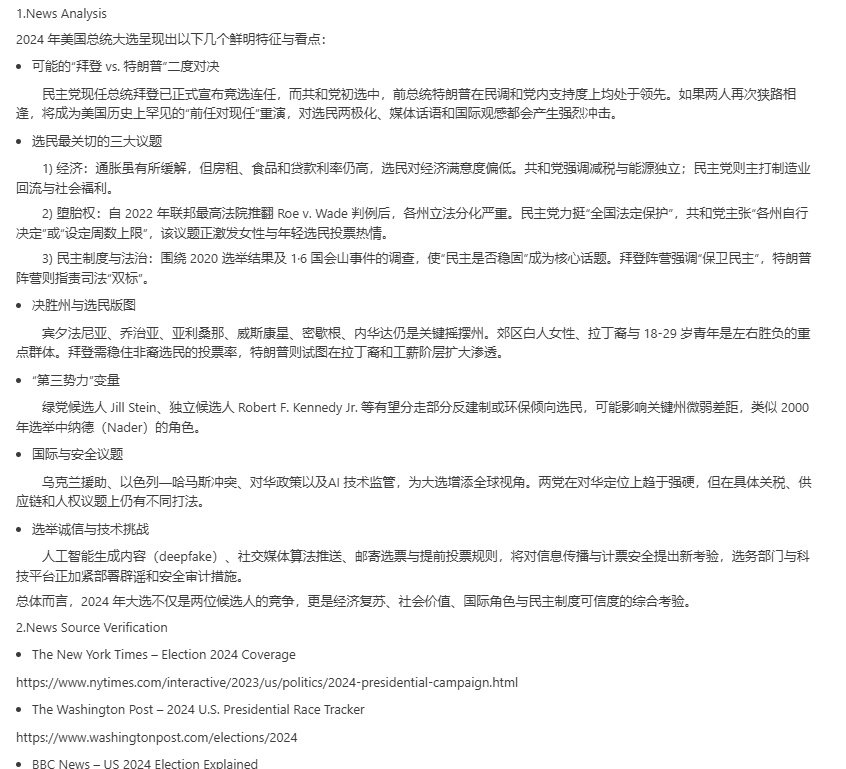 1.News Analysis
2024 年美国总统大选呈现出以下几个鲜明特征与看点：
● 可能的“拜登 vs. 特朗普”二度对决
民主党现任总统拜登已正式宣布竞选连任，而共和党初选中，前总统特朗普在民调和党内支持度上均处于领先。如果两人再次狭路相
逢，将成为美国历史上罕见的“前任对现任”重演，对选民两极化、媒体话语和国际观感都会产生强烈冲击。
● 选民最关切的三大议题
1) 经济：通胀虽有所缓解，但房租、食品和贷款利率仍高，选民对经济满意度偏低。共和党强调减税与能源独立；民主党则主打制造业
回流与社会福利。
2) 堕胎权：自 2022 年联邦最高法院推翻 Roe v. Wade 判例后，各州立法分化严重。民主党力挺“全国法定保护”，共和党主张“各州自行
决定”或“设定周数上限”，该议题正激发女性与年轻选民投票热情。
3) 民主制度与法治：围绕 2020 选举结果及 1·6 国会山事件的调查，使“民主是否稳固”成为核心话题。拜登阵营强调“保卫民主”，特朗普
阵营则指责司法“双标”。
● 决胜州与选民版图
宾夕法尼亚、乔治亚、亚利桑那、威斯康星、密歇根、内华达仍是关键摇摆州。郊区白人女性、拉丁裔与 18-29 岁青年是左右胜负的重
点群体。拜登需稳住非裔选民的投票率，特朗普则试图在拉丁裔和工薪阶层扩大渗透。
● “第三势力”变量
绿党候选人 Jill Stein、独立候选人 Robert F. Kennedy Jr. 等有望分走部分反建制或环保倾向选民，可能影响关键州微弱差距，类似 2000
年选举中纳德（Nader）的角色。
● 国际与安全议题
乌克兰援助、以色列—哈马斯冲突、对华政策以及AI 技术监管，为大选增添全球视角。两党在对华定位上趋于强硬，但在具体关税、供
应链和人权议题上仍有不同打法。
● 选举诚信与技术挑战
人工智能生成内容（deepfake）、社交媒体算法推送、邮寄选票与提前投票规则，将对信息传播与计票安全提出新考验，选务部门与科
技平台正加紧部署辟谣和安全审计措施。
总体而言，2024 年大选不仅是两位候选人的竞争，更是经济复苏、社会价值、国际角色与民主制度可信度的综合考验。
2.News Source Verification
● The New York Times – Election 2024 Coverage
https://www.nytimes.com/interactive/2023/us/politics/2024-presidential-campaign.html
● The Washington Post – 2024 U.S. Presidential Race Tracker
https://www.washingtonpost.com/elections/2024
● BBC News – US 2024 Election Explained